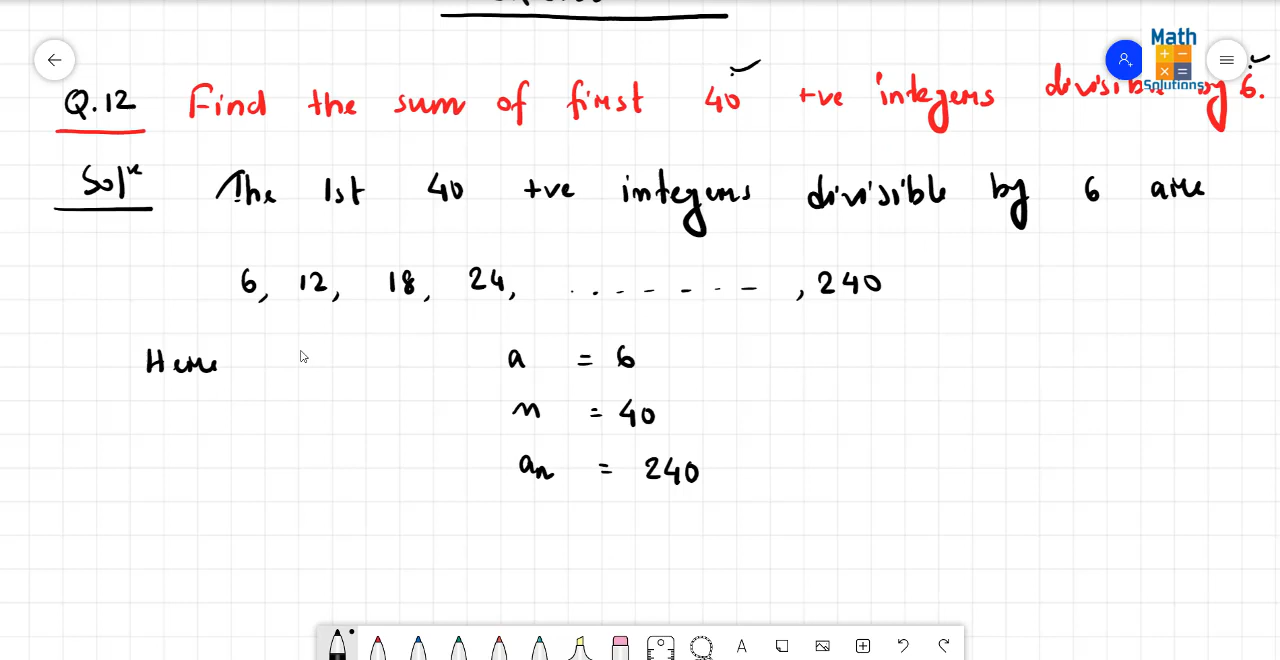 Q.12 Find the sum of first 40 +ve integers divisible by 6.
Solⁿ The 1st 40 +ve integers divisible by 6 are
6, 12, 18, 24, ........, 240
Here a = 6
n = 40
aₙ = 240
Math
Solutions
A